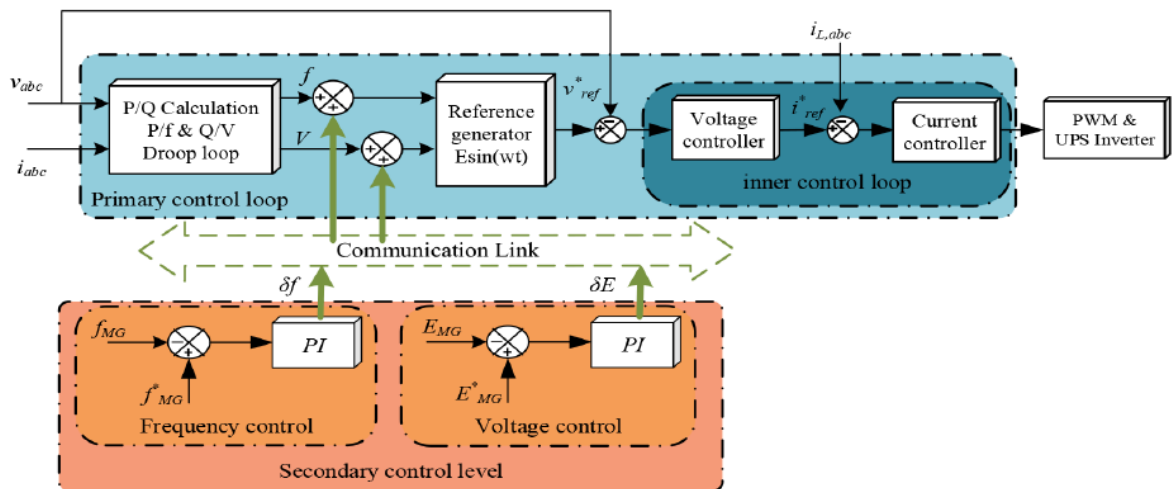 i_L,abc
v_abc
f
v*_ref
P/Q Calculation
P/f & Q/V
Droop loop
Reference
generator
Esin(wt)
Voltage
controller
i*_ref
Current
controller
PWM &
UPS Inverter
V
i_abc
Primary control loop
inner control loop
Communication Link
δf
δE
f_MG
PI
E_MG
PI
f*_MG
E*_MG
Frequency control
Voltage control
Secondary control level